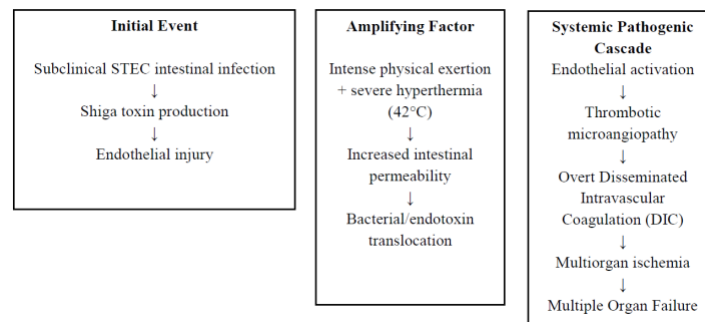 Initial Event
Subclinical STEC intestinal infection
↓
Shiga toxin production
↓
Endothelial injury
Amplifying Factor
Intense physical exertion
+ severe hyperthermia
(42°C)
↓
Increased intestinal
permeability
↓
Bacterial/endotoxin
translocation
Systemic Pathogenic
Cascade
Endothelial activation
↓
Thrombotic
microangiopathy
↓
Overt Disseminated
Intravascular
Coagulation (DIC)
↓
Multiorgan ischemia
↓
Multiple Organ Failure